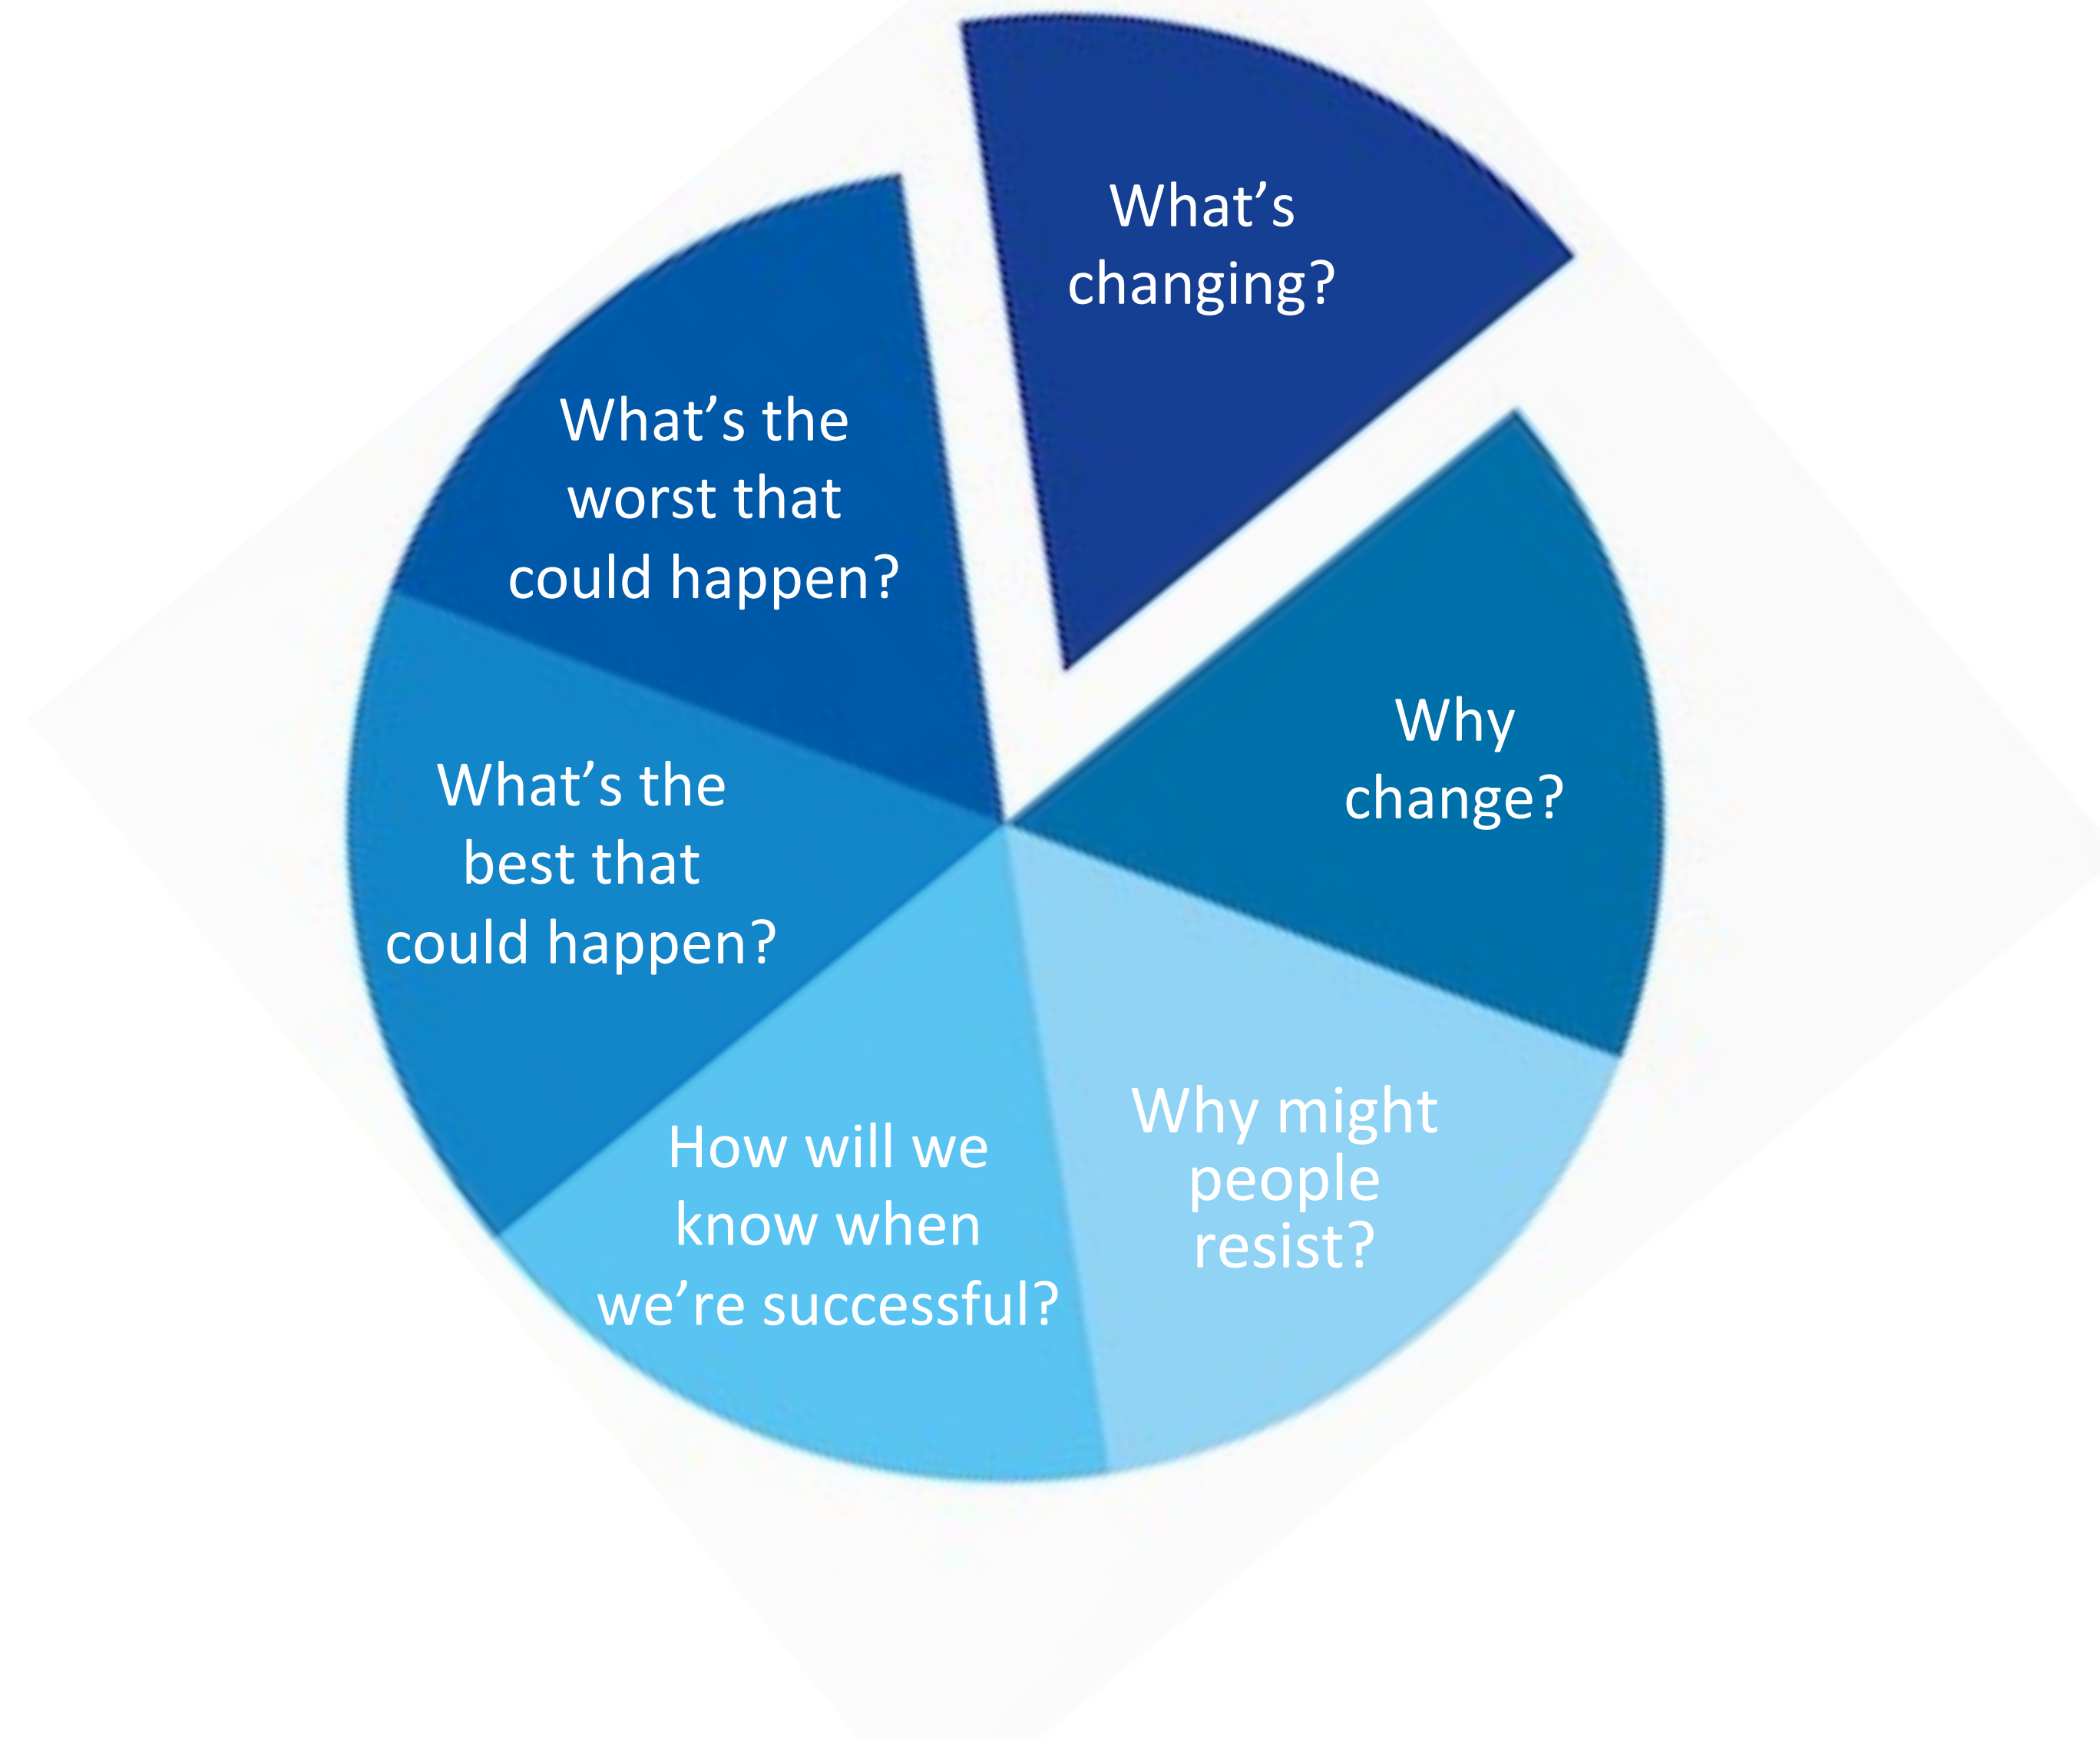 What’s
changing?
What’s the
worst that
could happen?
Why
change?
What’s the
best that
could happen?
Why might
people
resist?
How will we
know when
we’re successful?